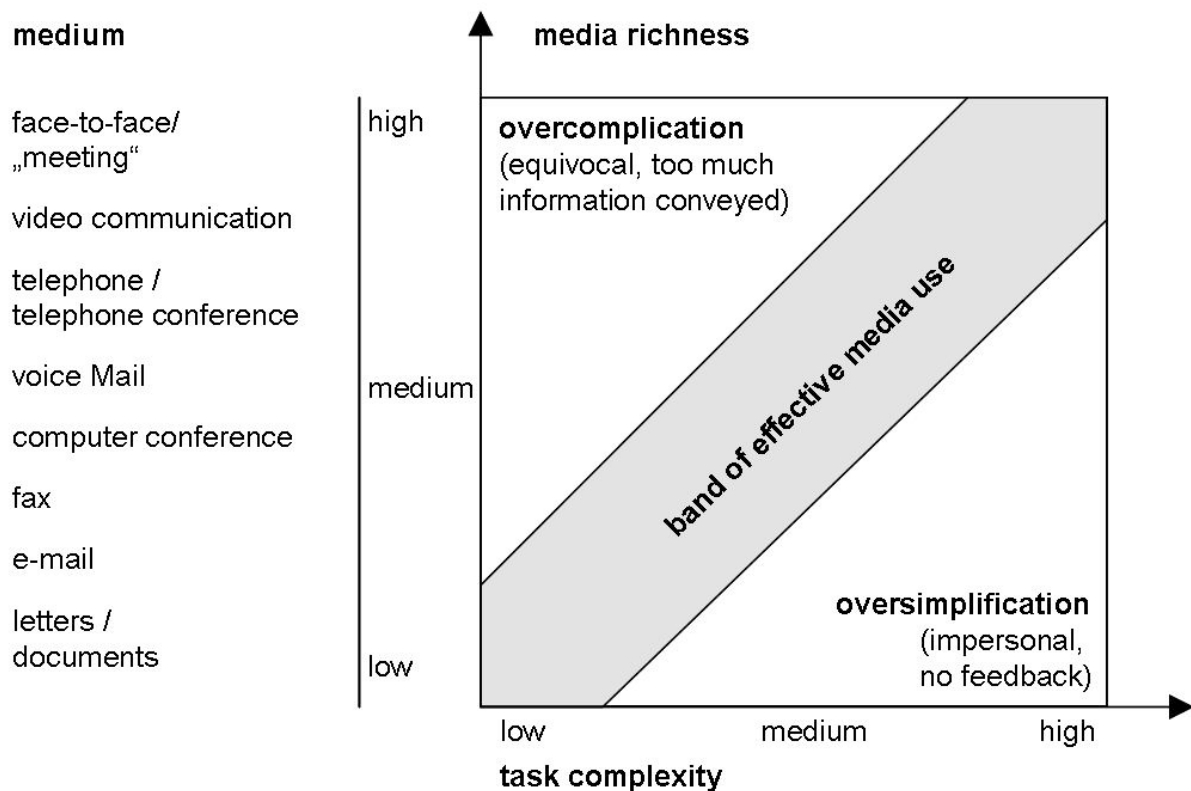 medium
face-to-face/
„meeting“
video communication
telephone /
telephone conference
voice Mail
computer conference
fax
e-mail
letters /
documents
media richness
high
medium
low
overcomplication
(equivocal, too much
information conveyed)
band of effective media use
oversimplification
(impersonal,
no feedback)
low medium high
task complexity